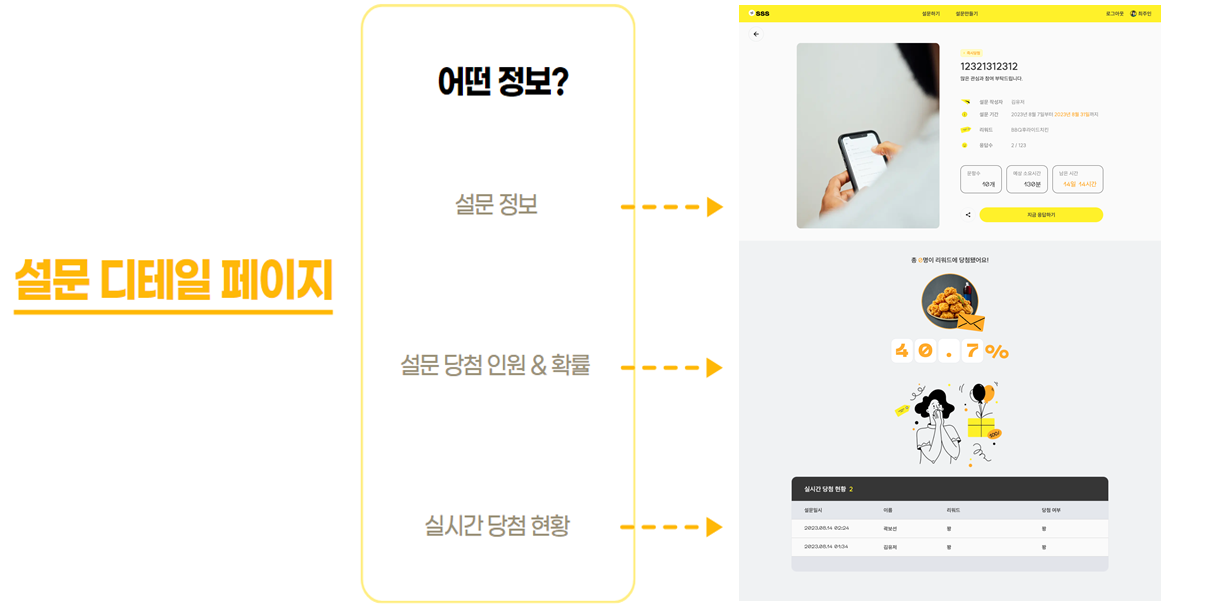 설문 디테일 페이지
어떤 정보?
설문 정보
설문 당첨 인원 & 확률
실시간 당첨 현황
SSS
설문하기
설문만들기
로그아웃
최주인
12321312312
많은 관심과 참여 부탁드립니다.
설문 작성자 김유저
설문 기간 2023년 8월 7일부터 2023년 8월 31일까지
리워드 BBQ후라이드치킨
응답수 2 / 123
문항수
10개
예상 소요시간
130분
남은 시간
14일 14시간
지금 응답하기
총 0명이 리워드에 당첨됐어요!
40.7%
실시간 당첨 현황 2
설문일시 이름 리워드 당첨 여부
2023.08.14 02:24 곽보선 꽝 꽝
2023.08.14 01:34 김유저 꽝 꽝